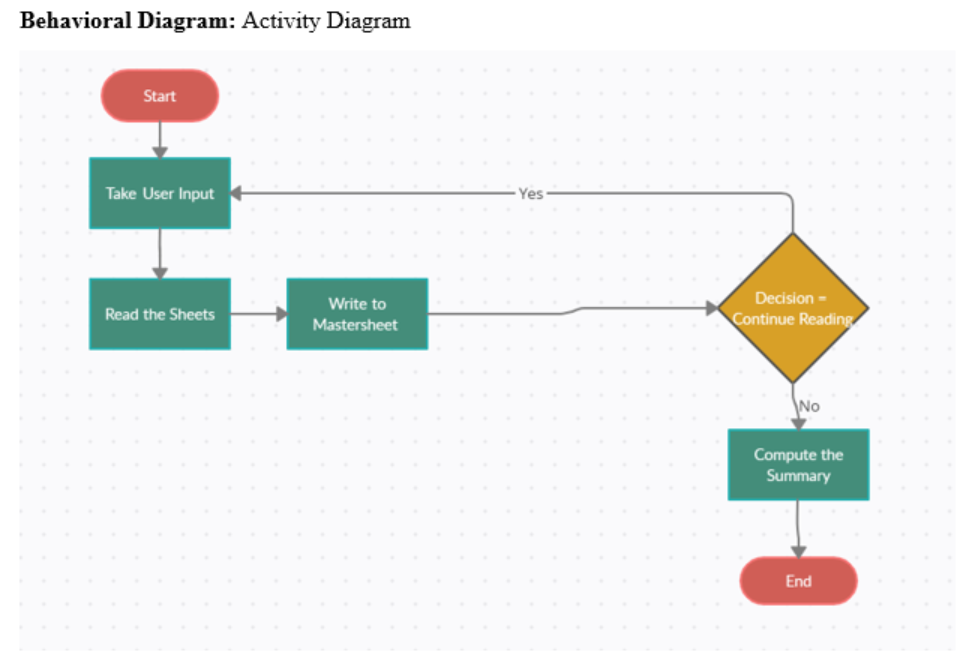 Behavioral Diagram: Activity Diagram
Start
Take User Input
Yes
Read the Sheets
Write to
Mastersheet
Decision =
Continue Reading
No
Compute the
Summary
End